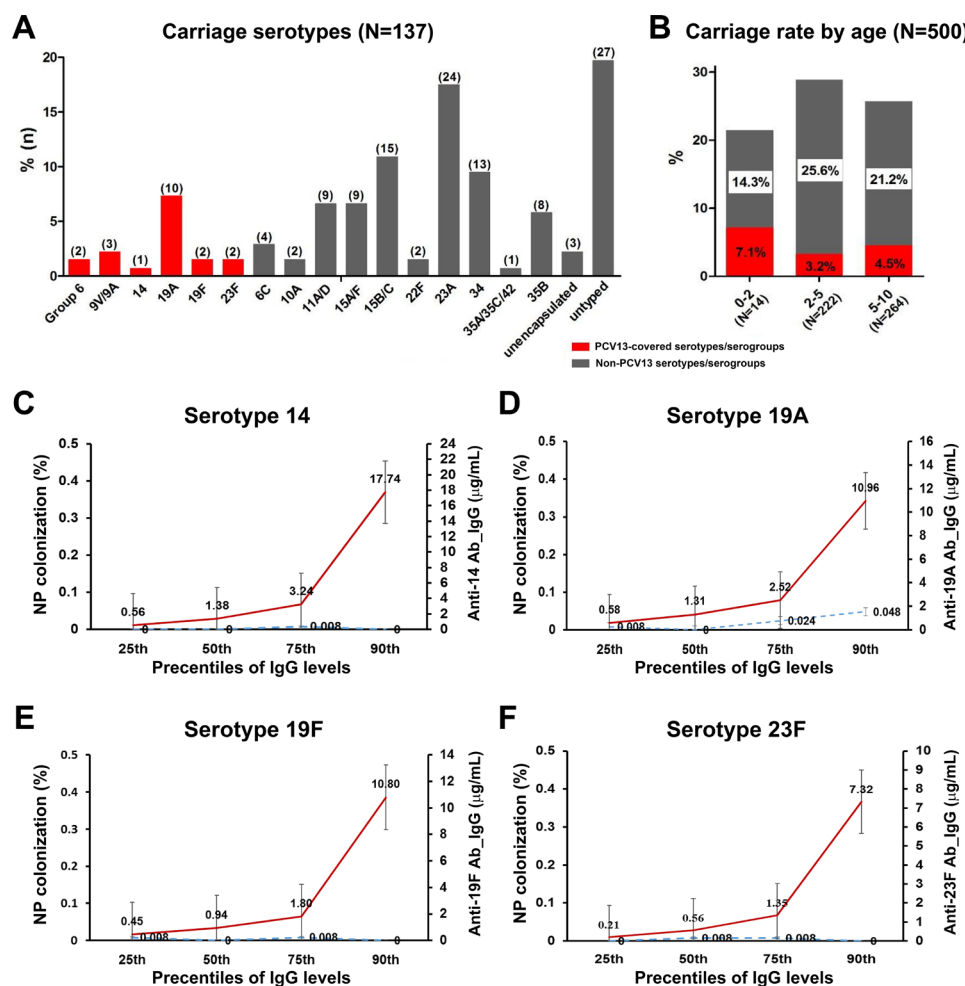 A
Carriage serotypes (N=137)
% (n)
20
15
10
5
0
(2)
(3)
(1)
(10)
(2)
(2)
(4)
(2)
(9)
(9)
(15)
(2)
(24)
(13)
(1)
(8)
(3)
(27)
Group 6
9V/9A
14
19A
19F
23F
6C
10A
11A/D
15A/F
15B/C
22F
23A
34
35A/35C/42
35B
unencapsulated
untyped
B
Carriage rate by age (N=500)
%
30
20
10
0
14.3%
7.1%
25.6%
3.2%
21.2%
4.5%
0-2
(N=14)
2-5
(N=222)
5-10
(N=264)
PCV13-covered serotypes/serogroups
Non-PCV13 serotypes/serogroups
C
Serotype 14
NP colonization (%)
0.5
0.4
0.3
0.2
0.1
0
Anti-14 Ab_IgG (µg/mL)
24
22
20
18
16
14
12
10
8
6
4
2
0
0.56
1.38
3.24
17.74
0
0
0.008
0
25th
50th
75th
90th
Precentiles of IgG levels
D
Serotype 19A
NP colonization (%)
0.5
0.4
0.3
0.2
0.1
0
Anti-19A Ab_IgG (µg/mL)
16
14
12
10
8
6
4
2
0
0.58
1.31
2.52
10.96
0.008
0
0.024
0.048
25th
50th
75th
90th
Precentiles of IgG levels
E
Serotype 19F
NP colonization (%)
0.5
0.4
0.3
0.2
0.1
0
Anti-19F Ab_IgG (µg/mL)
14
12
10
8
6
4
2
0
0.45
0.94
1.80
10.80
0.008
0
0.008
0
25th
50th
75th
90th
Precentiles of IgG levels
F
Serotype 23F
NP colonization (%)
0.5
0.4
0.3
0.2
0.1
0
Anti-23F Ab_IgG (µg/mL)
10
9
8
7
6
5
4
3
2
1
0
0.21
0.56
1.35
7.32
0
0.008
0.008
0
25th
50th
75th
90th
Precentiles of IgG levels